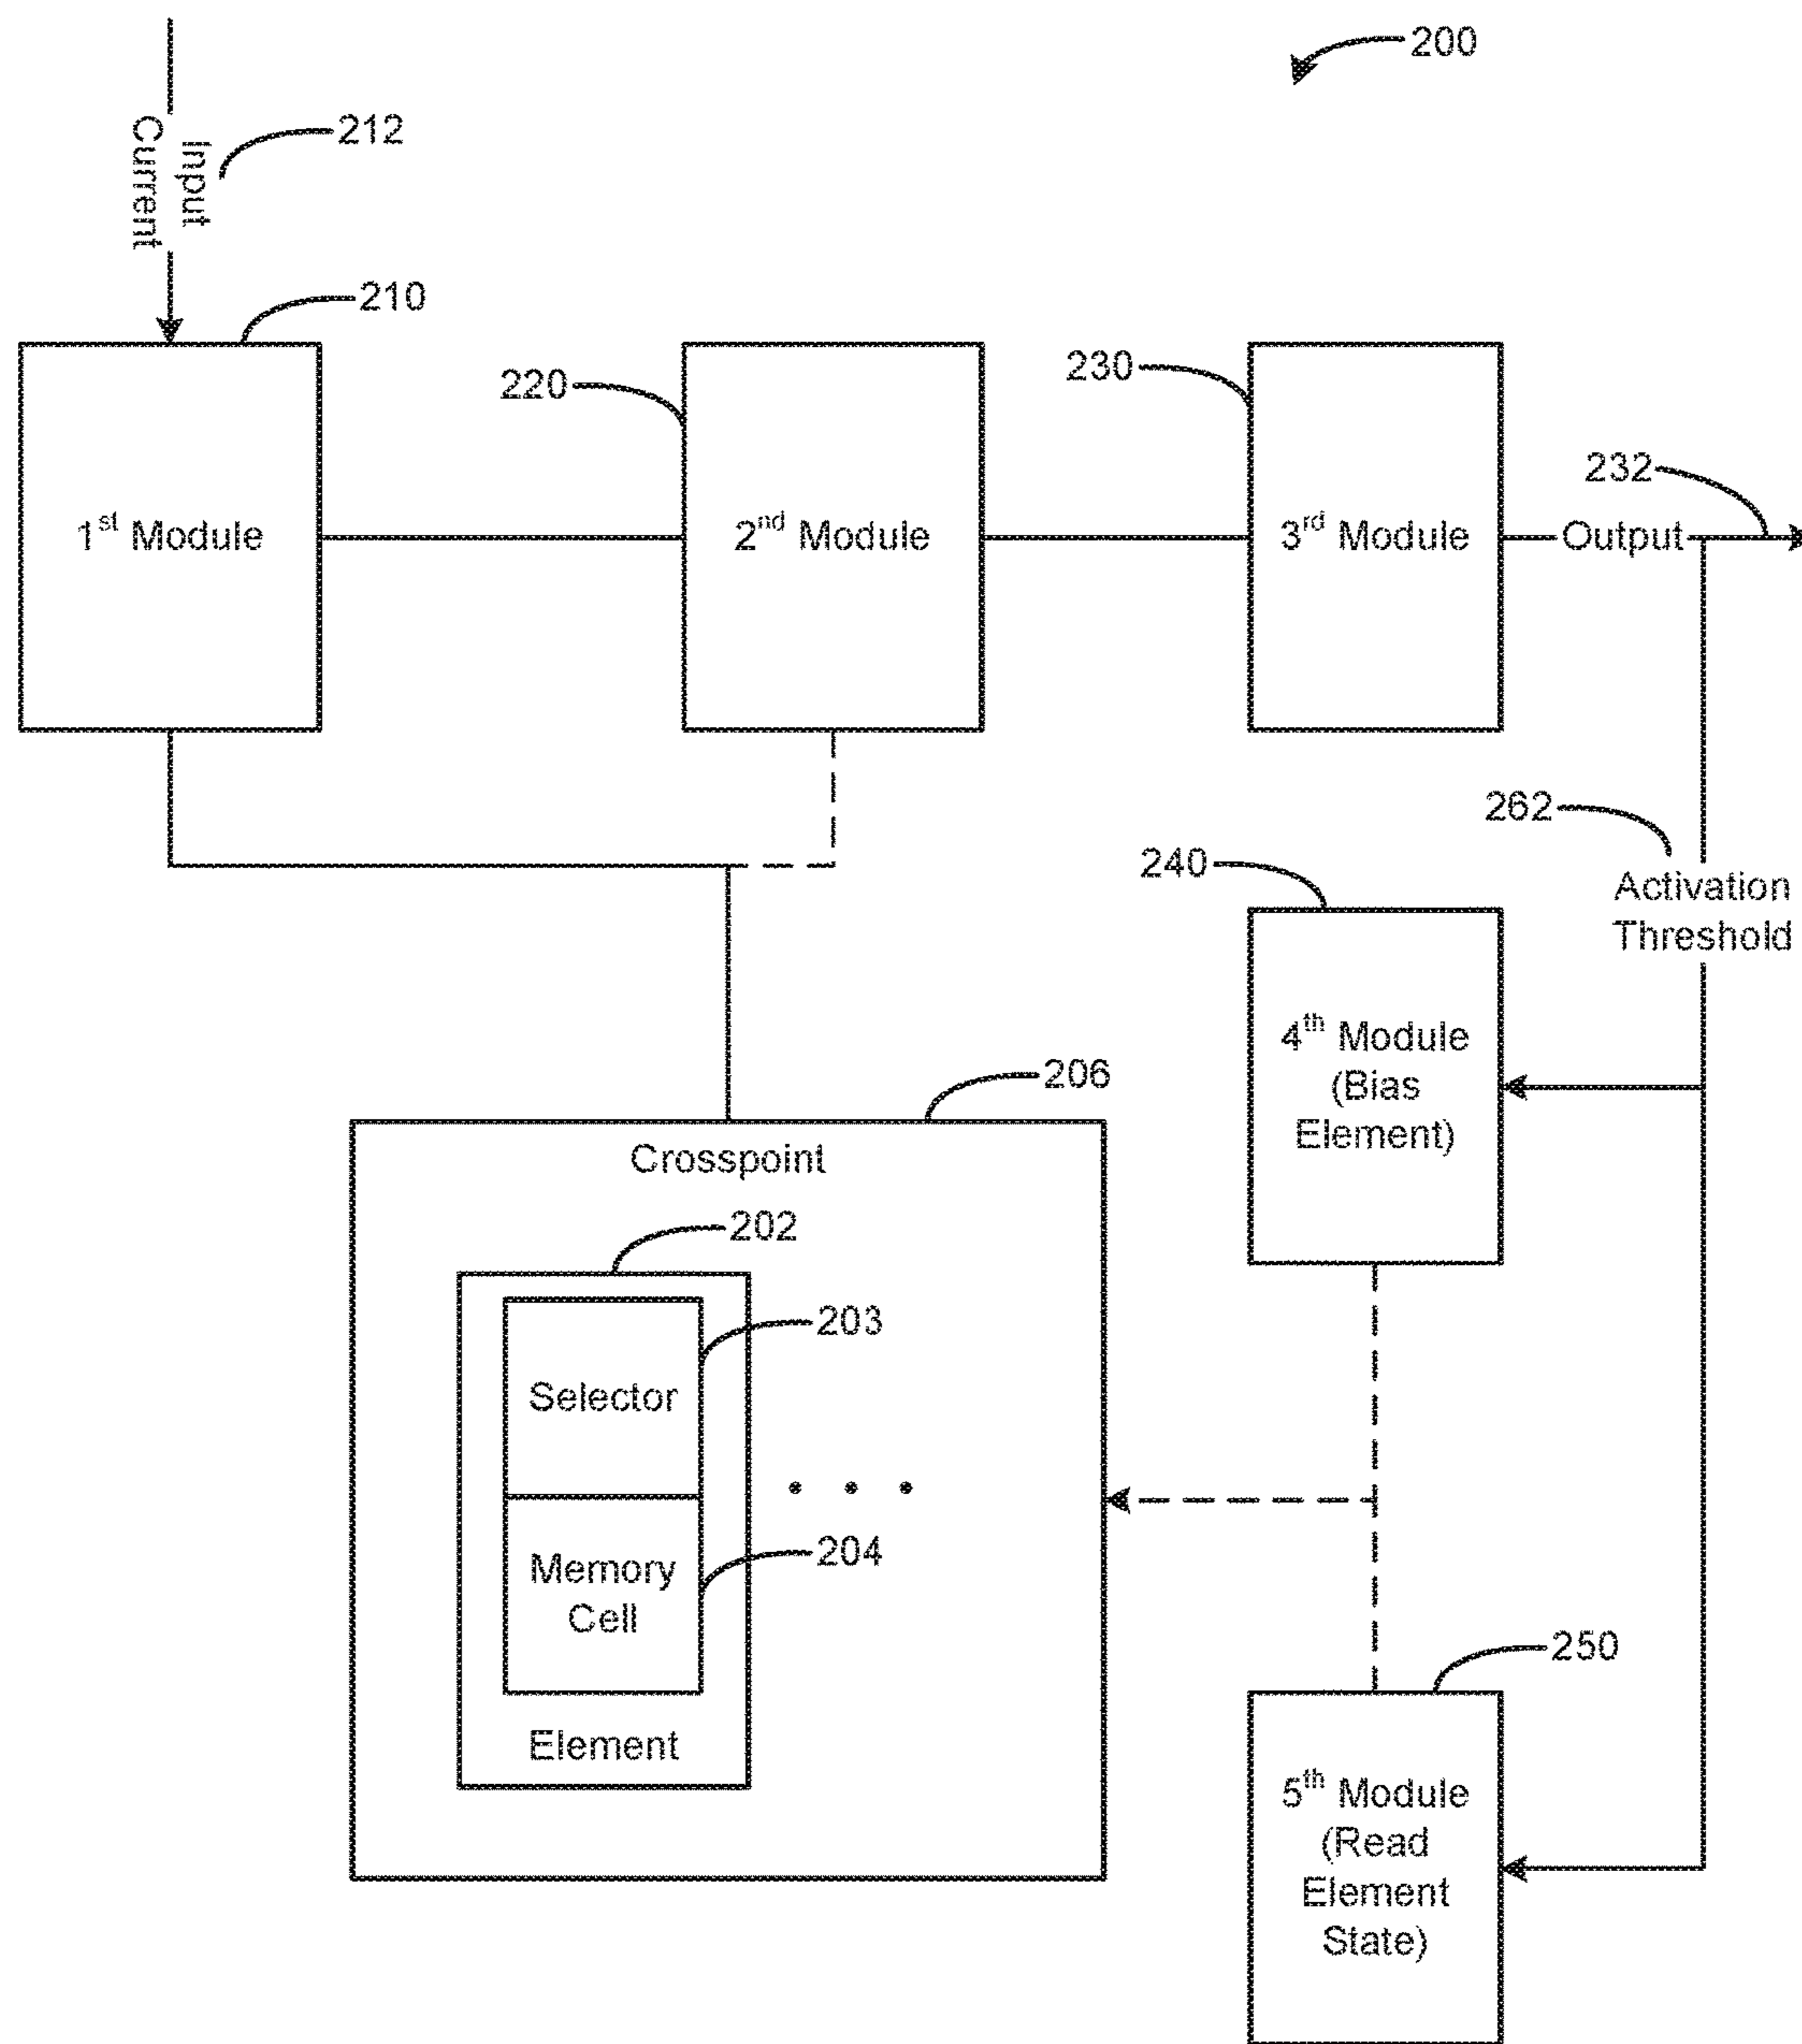 200
212
Input
Current
210
220
230
232
1st Module
2nd Module
3rd Module
Output
262
Activation
Threshold
240
4th Module
(Bias
Element)
206
Crosspoint
202
203
Selector
204
Memory
Cell
Element
250
5th Module
(Read
Element
State)